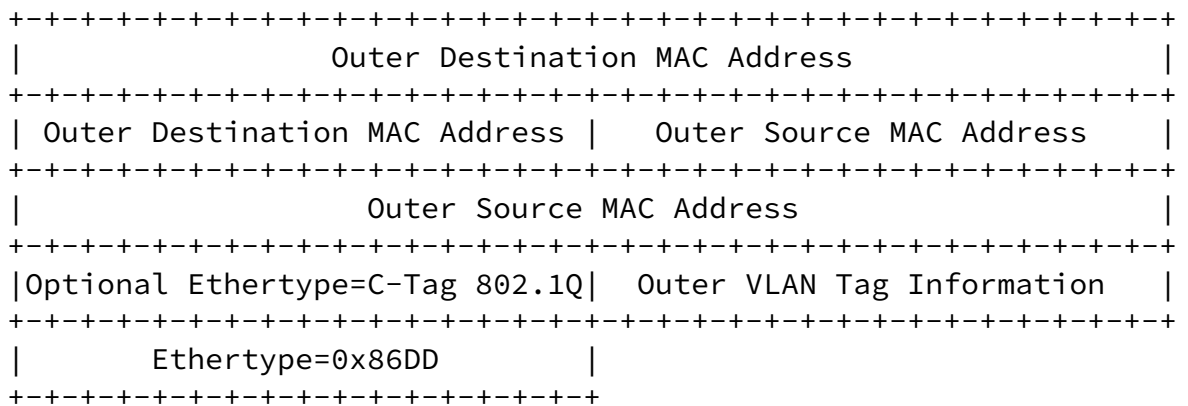 +-+-+-+-+-+-+-+-+-+-+-+-+-+-+-+-+-+-+-+-+-+-+-+-+-+-+-+-+-+-+-+-+
|                 Outer Destination MAC Address                 |
+-+-+-+-+-+-+-+-+-+-+-+-+-+-+-+-+-+-+-+-+-+-+-+-+-+-+-+-+-+-+-+-+
| Outer Destination MAC Address |   Outer Source MAC Address    |
+-+-+-+-+-+-+-+-+-+-+-+-+-+-+-+-+-+-+-+-+-+-+-+-+-+-+-+-+-+-+-+-+
|                   Outer Source MAC Address                    |
+-+-+-+-+-+-+-+-+-+-+-+-+-+-+-+-+-+-+-+-+-+-+-+-+-+-+-+-+-+-+-+-+
|Optional Ethertype=C-Tag 802.1Q|  Outer VLAN Tag Information   |
+-+-+-+-+-+-+-+-+-+-+-+-+-+-+-+-+-+-+-+-+-+-+-+-+-+-+-+-+-+-+-+-+
|       Ethertype=0x86DD        |
+-+-+-+-+-+-+-+-+-+-+-+-+-+-+-+-+